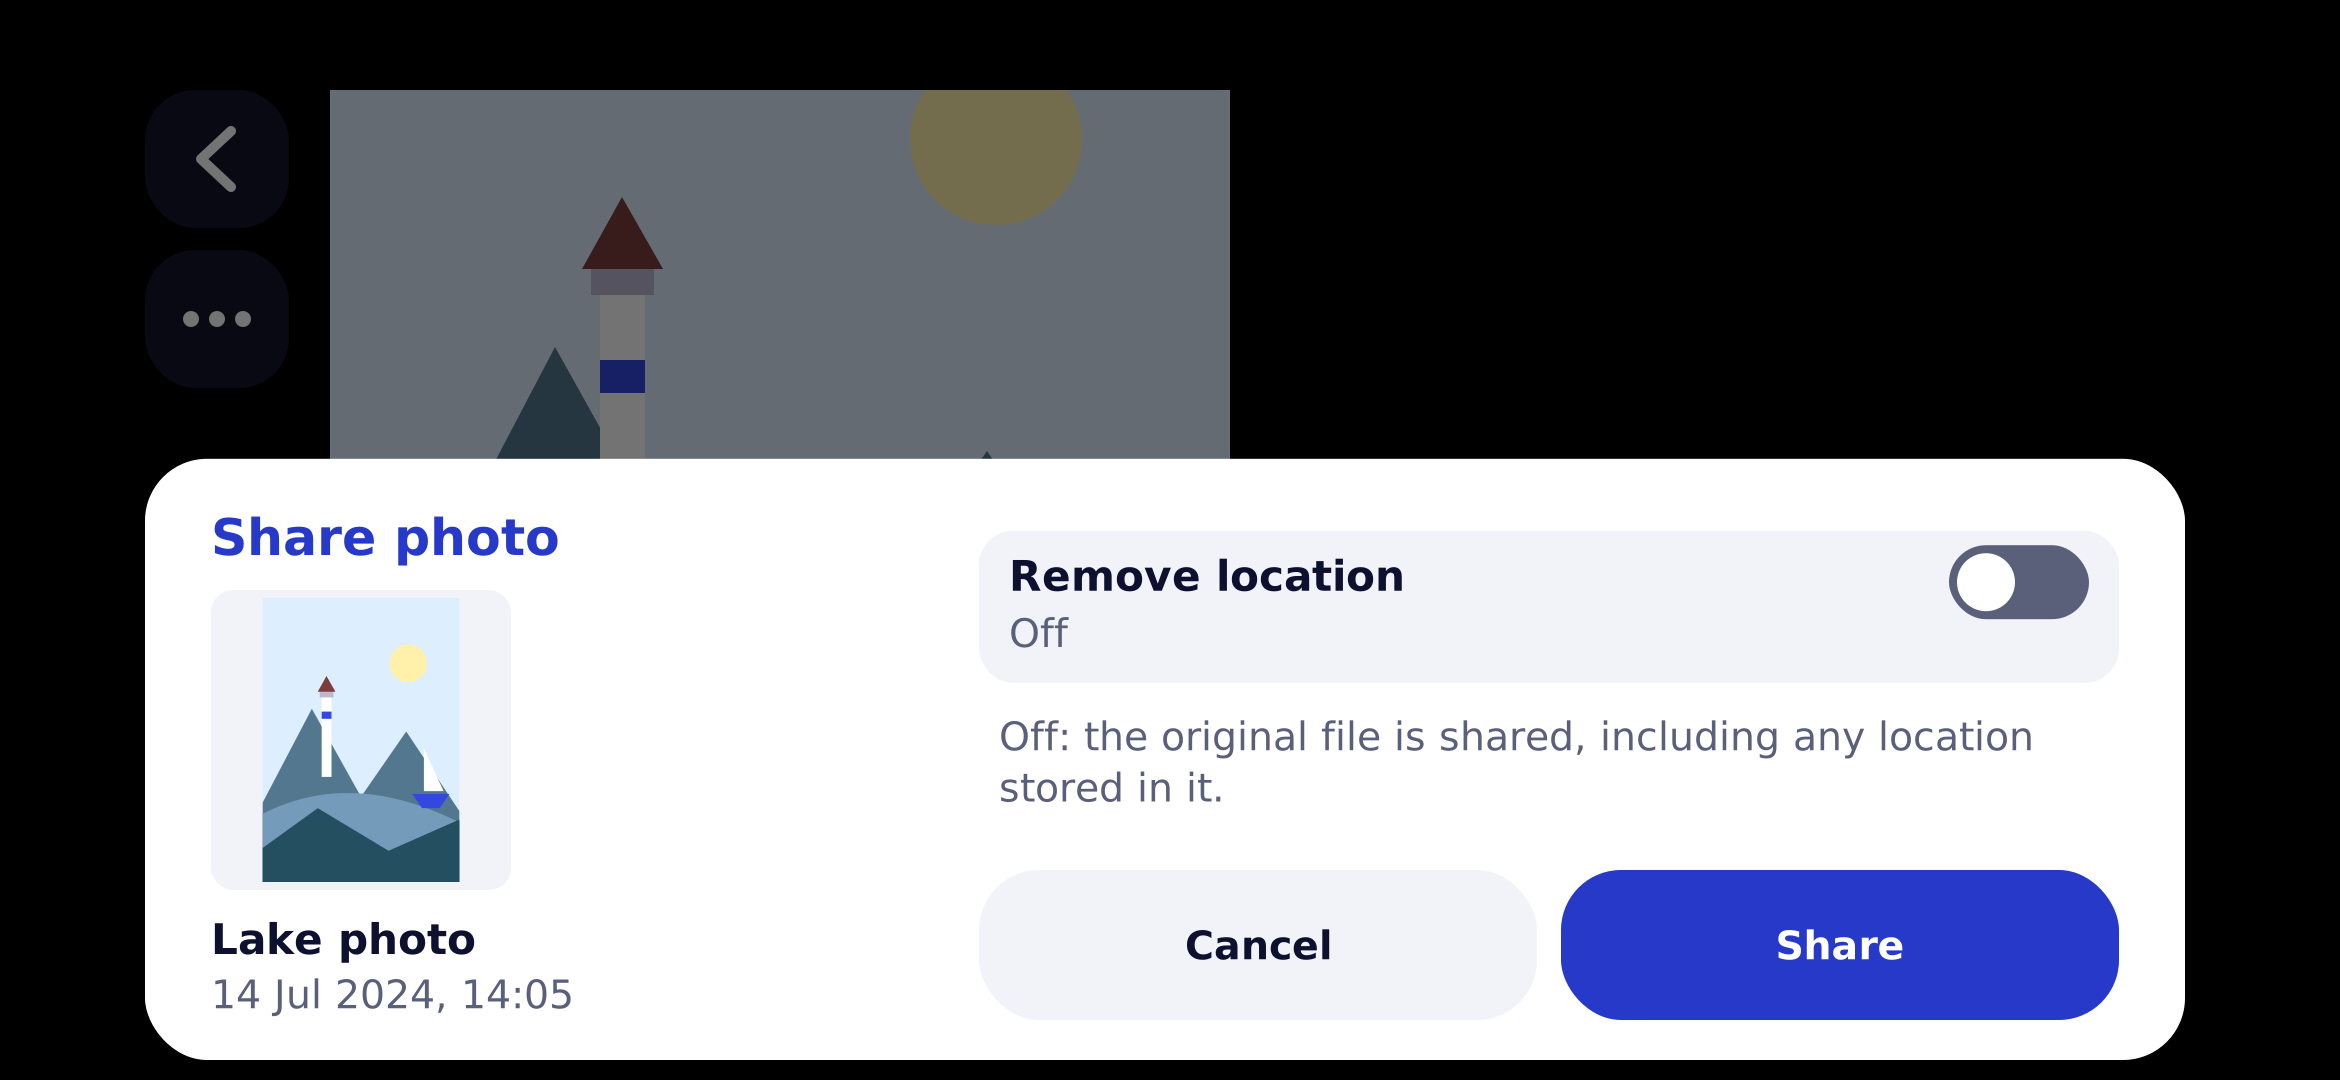 Share photo
Lake photo
14 Jul 2024, 14:05
Remove location
Off
Off: the original file is shared, including any location
stored in it.
Cancel
Share